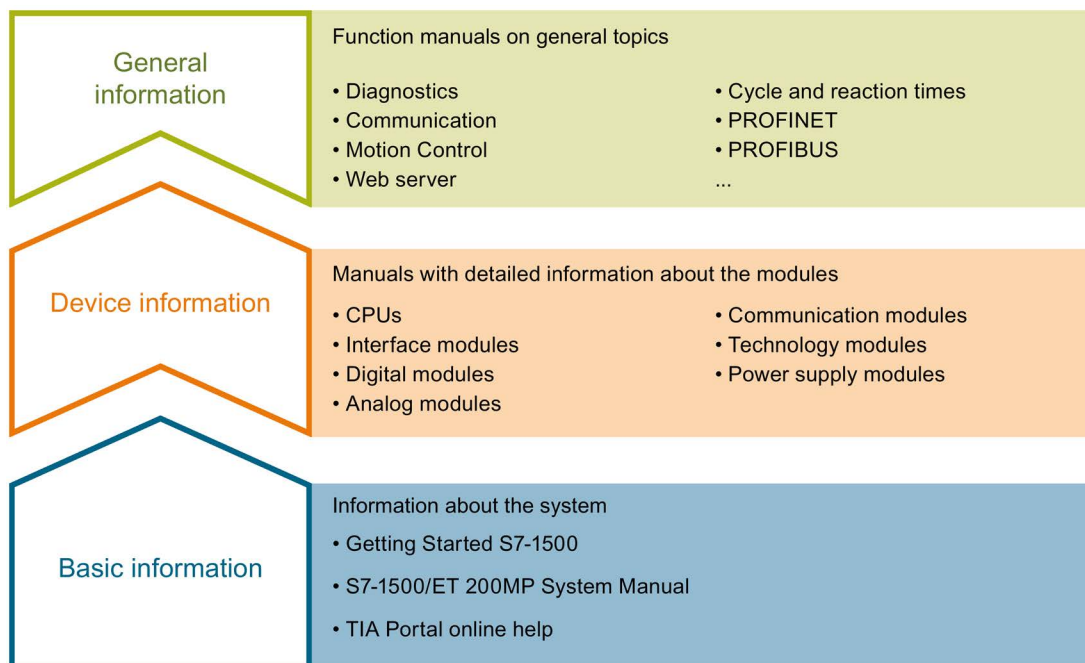 General
information
Function manuals on general topics
• Diagnostics
• Communication
• Motion Control
• Web server
• Cycle and reaction times
• PROFINET
• PROFIBUS
...
Device information
Manuals with detailed information about the modules
• CPUs
• Interface modules
• Digital modules
• Analog modules
• Communication modules
• Technology modules
• Power supply modules
Basic information
Information about the system
• Getting Started S7-1500
• S7-1500/ET 200MP System Manual
• TIA Portal online help